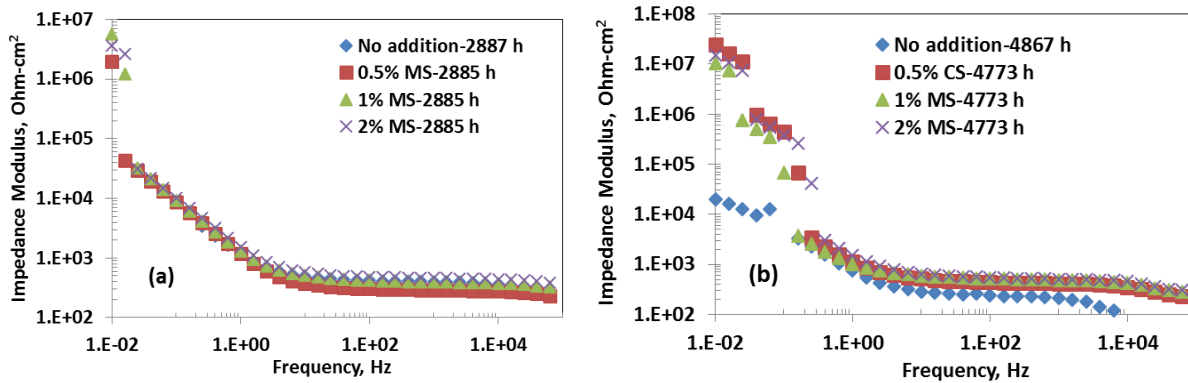 1.E+07
1.E+06
1.E+05
1.E+04
1.E+03
1.E+02
Impedance Modulus, Ohm-cm2
No addition-2887 h
0.5% MS-2885 h
1% MS-2885 h
2% MS-2885 h
(a)
1.E-02 1.E+00 1.E+02 1.E+04
Frequency, Hz
1.E+08
1.E+07
1.E+06
1.E+05
1.E+04
1.E+03
1.E+02
Impedance Modulus, Ohm-cm2
No addition-4867 h
0.5% CS-4773 h
1% MS-4773 h
2% MS-4773 h
(b)
1.E-02 1.E+00 1.E+02 1.E+04
Frequency, Hz